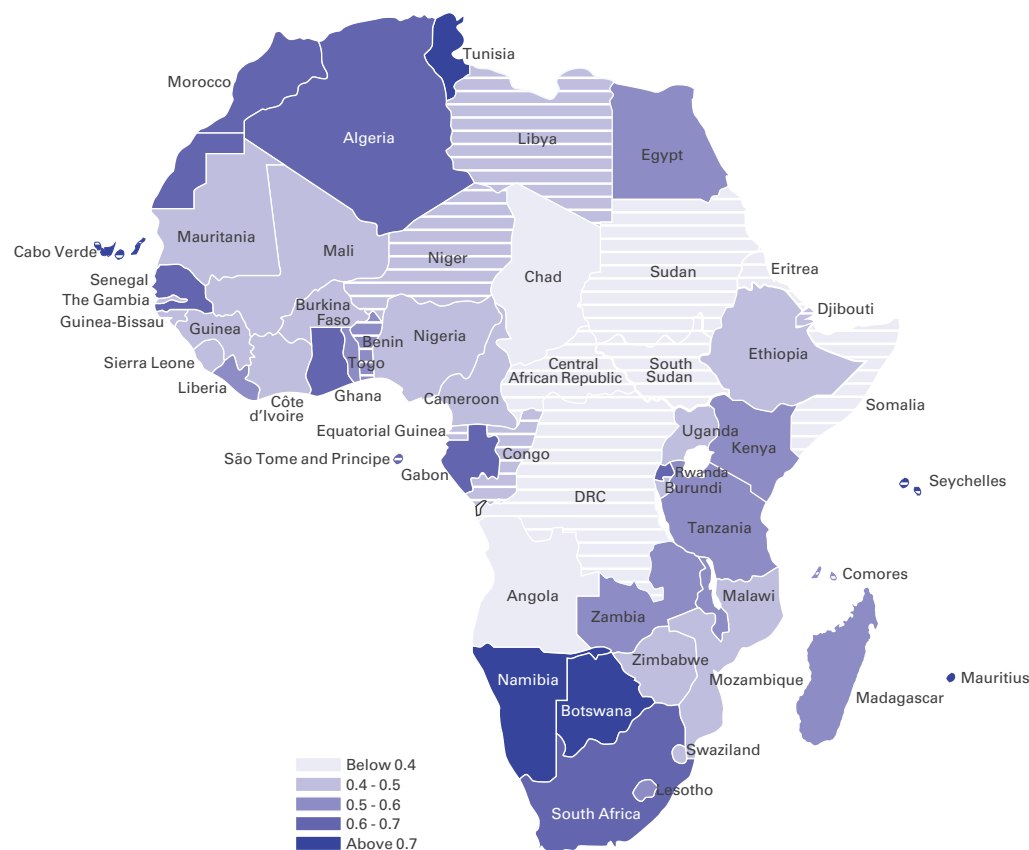 Tunisia
Morocco
Algeria
Libya
Egypt
Cabo Verde
Mauritania
Mali
Niger
Chad
Sudan
Eritrea
Senegal
The Gambia
Guinea-Bissau
Guinea
Burkina
Faso
Benin
Nigeria
Djibouti
Ethiopia
Sierra Leone
Liberia
Côte
d’Ivoire
Ghana
Togo
Cameroon
Central
African Republic
South
Sudan
Somalia
Equatorial Guinea
São Tome and Principe
Gabon
Congo
Uganda
Kenya
Rwanda
Burundi
DRC
Tanzania
Seychelles
Comores
Angola
Zambia
Malawi
Zimbabwe
Mozambique
Madagascar
Mauritius
Namibia
Botswana
Swaziland
Lesotho
South Africa
Below 0.4
0.4 - 0.5
0.5 - 0.6
0.6 - 0.7
Above 0.7